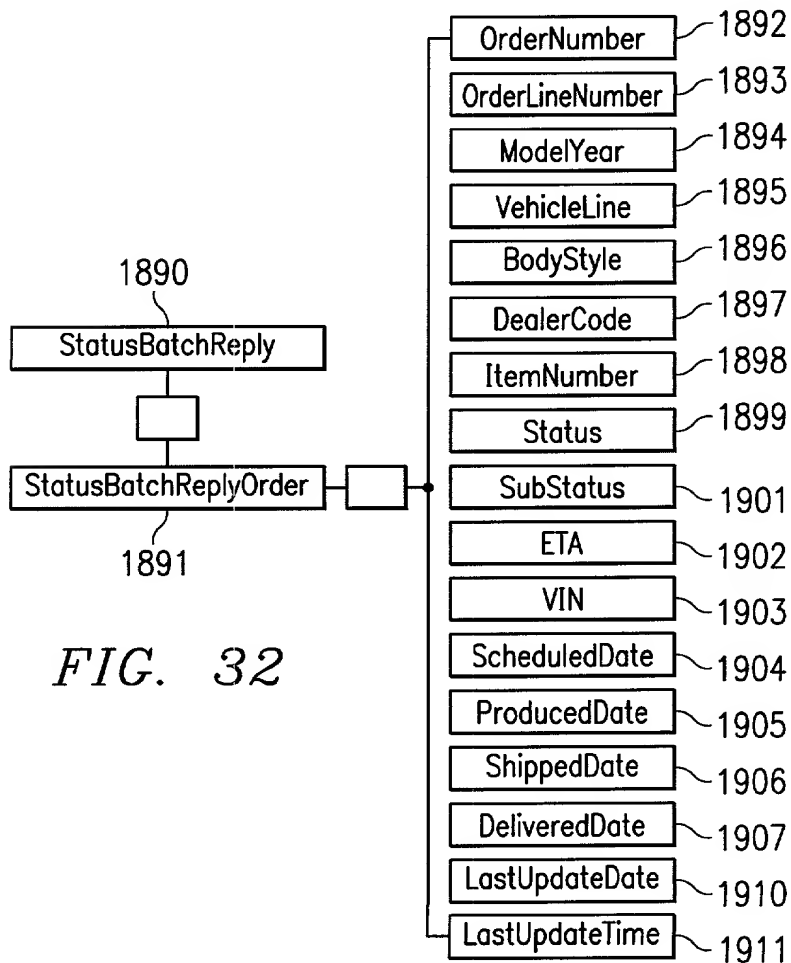 OrderNumber 1892
OrderLineNumber 1893
ModelYear 1894
VehicleLine 1895
BodyStyle 1896
DealerCode 1897
ItemNumber 1898
Status 1899
SubStatus 1901
ETA 1902
VIN 1903
ScheduledDate 1904
ProducedDate 1905
ShippedDate 1906
DeliveredDate 1907
LastUpdateDate 1910
LastUpdateTime 1911
1890
StatusBatchReply
StatusBatchReplyOrder
1891
FIG. 32